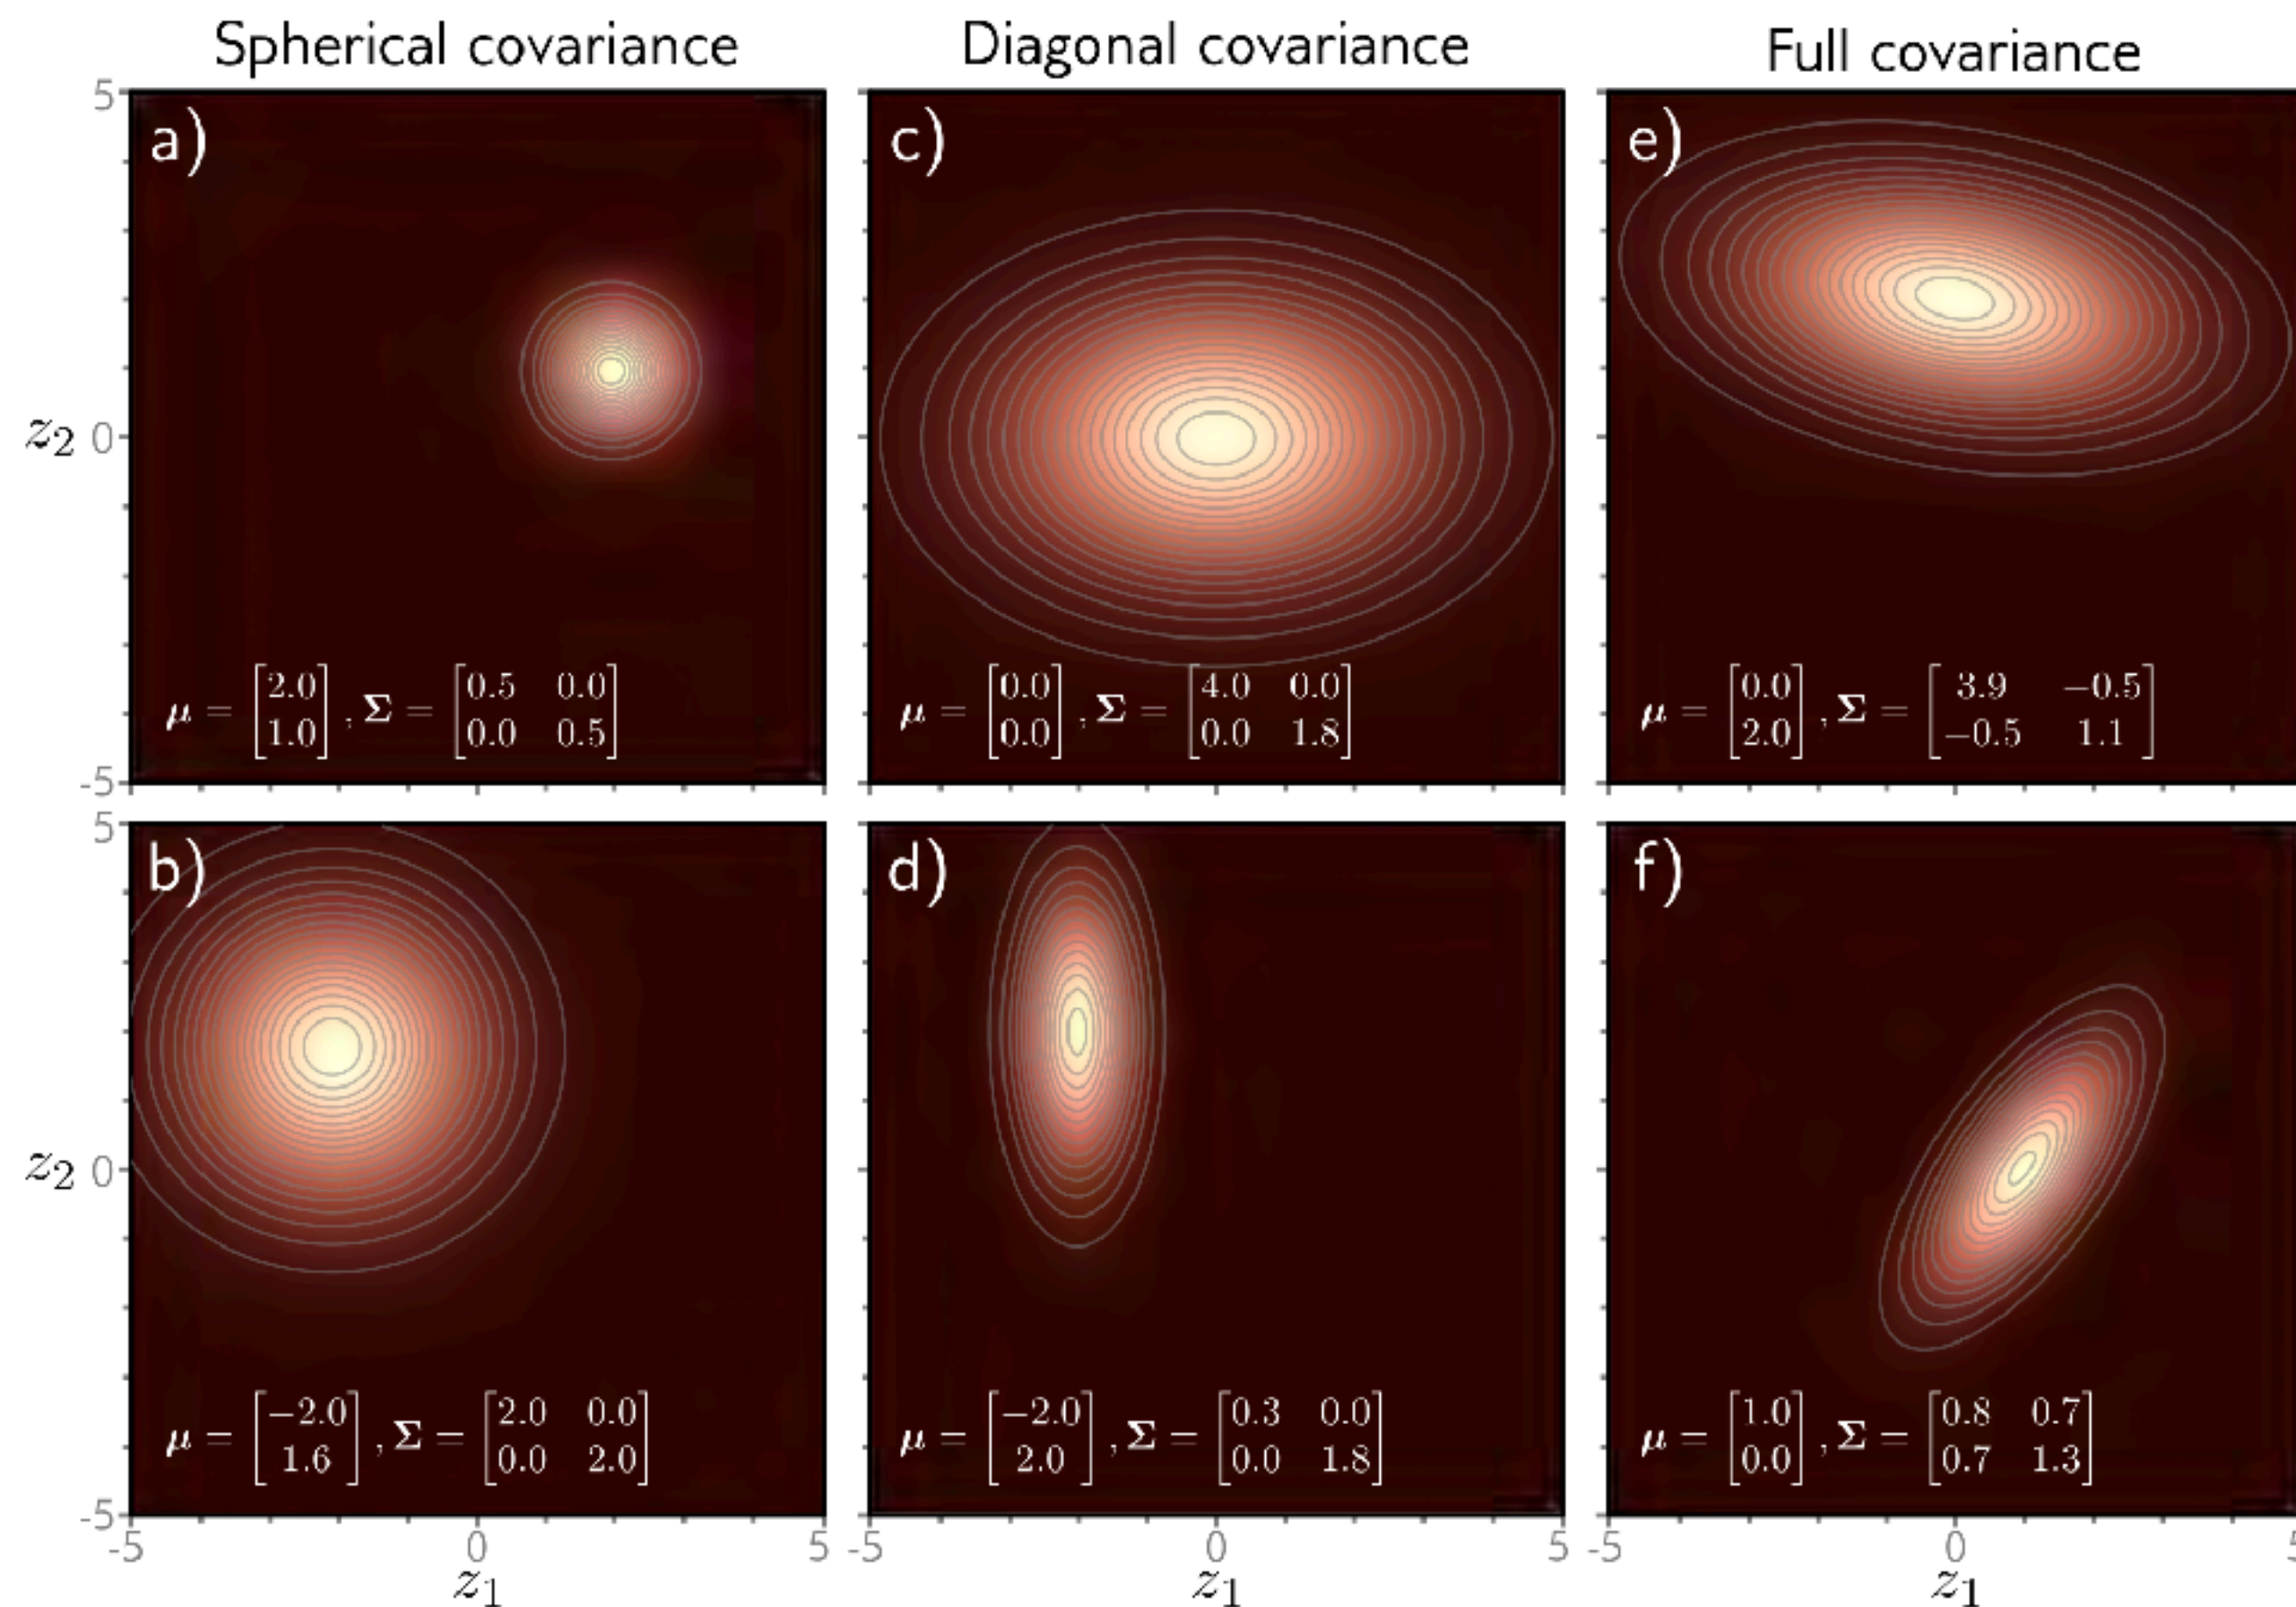 Spherical covariance
Diagonal covariance
Full covariance
5
a)
c)
e)
z₂ 0
μ = [2.0 1.0], Σ = [0.5 0.0 0.0 0.5]
μ = [0.0 0.0], Σ = [4.0 0.0 0.0 1.8]
μ = [0.0 2.0], Σ = [3.9 −0.5 −0.5 1.1]
-5
5
b)
d)
f)
z₂ 0
μ = [−2.0 1.6], Σ = [2.0 0.0 0.0 2.0]
μ = [−2.0 2.0], Σ = [0.3 0.0 0.0 1.8]
μ = [1.0 0.0], Σ = [0.8 0.7 0.7 1.3]
-5
-5 0 5 -5 0 5 -5 0 5
z₁ z₁ z₁